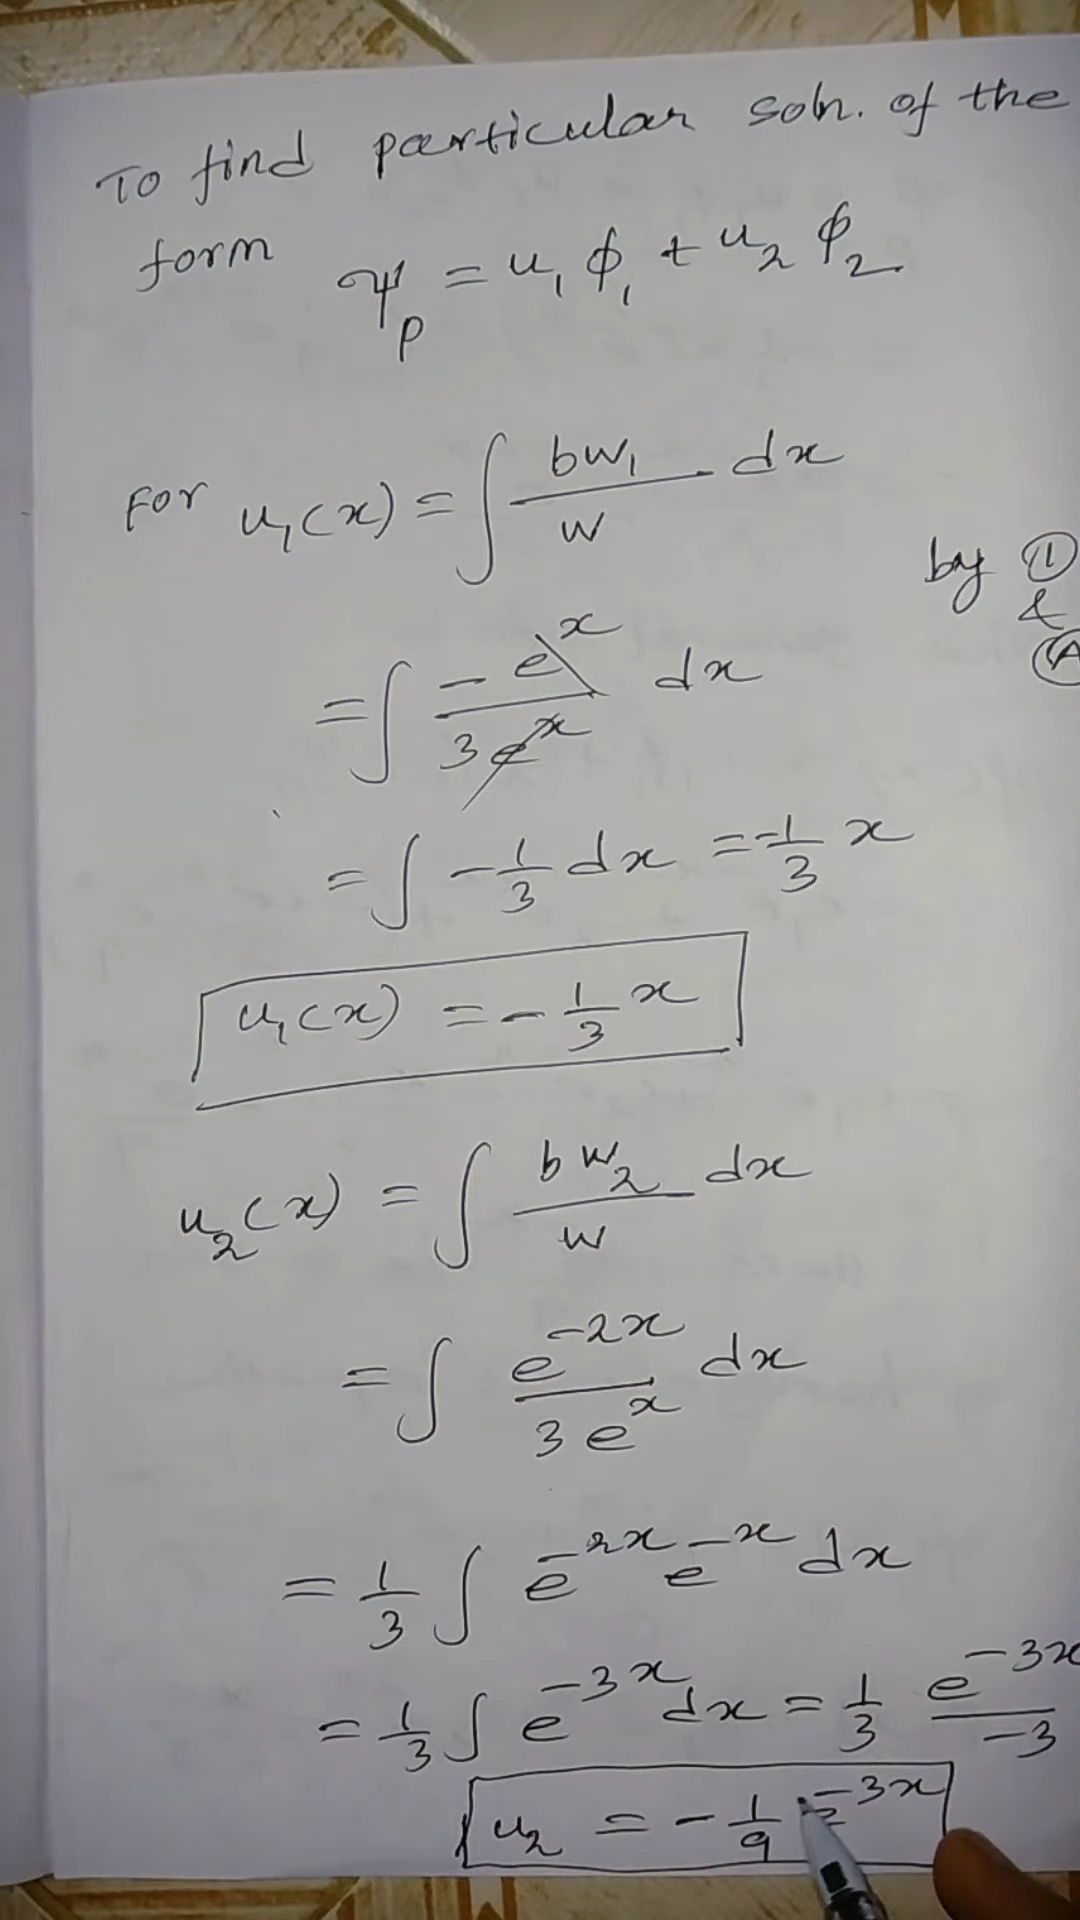 To find particular soln. of the
form ψ_p = u₁ ϕ₁ + u₂ ϕ₂
For u₁(x) = ∫ bw₁/w dx
by ① & Ⓐ
= ∫ -e^x / 3e^x dx
= ∫ -1/3 dx = -1/3 x
u₁(x) = -1/3 x
u₂(x) = ∫ bw₂/w dx
= ∫ e^-2x / 3e^x dx
= 1/3 ∫ e^-2x e^-x dx
= 1/3 ∫ e^-3x dx = 1/3 e^-3x / -3
u₂ = -1/9 e^-3x